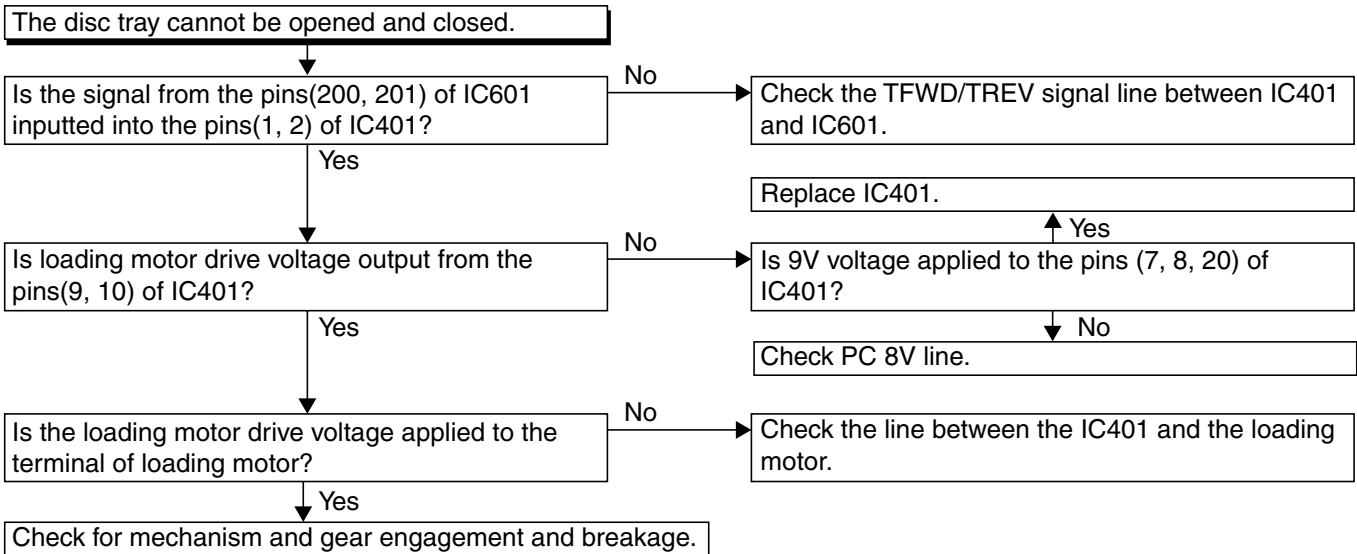 The disc tray cannot be opened and closed.
No
Is the signal from the pins(200, 201) of IC601
inputted into the pins(1, 2) of IC401?
Check the TFWD/TREV signal line between IC401
and IC601.
Yes
Replace IC401.
Yes
No
Is loading motor drive voltage output from the
pins(9, 10) of IC401?
Is 9V voltage applied to the pins (7, 8, 20) of
IC401?
Yes
No
Check PC 8V line.
No
Is the loading motor drive voltage applied to the
terminal of loading motor?
Check the line between the IC401 and the loading
motor.
Yes
Check for mechanism and gear engagement and breakage.